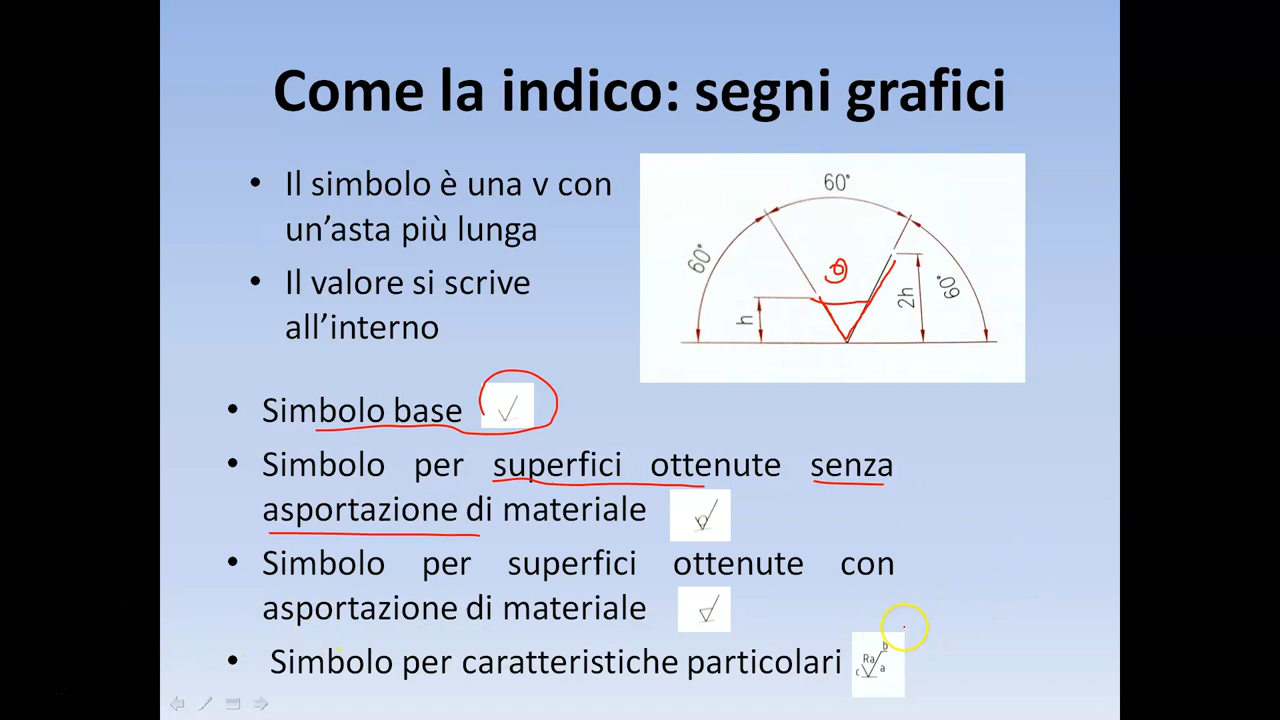 Come la indico: segni grafici
• Il simbolo è una v con
un'asta più lunga
• Il valore si scrive
all'interno
60°
60°
60°
h
2h
• Simbolo base
• Simbolo per superfici ottenute senza
asportazione di materiale
• Simbolo per superfici ottenute con
asportazione di materiale
• Simbolo per caratteristiche particolari
b
Ra
a
c